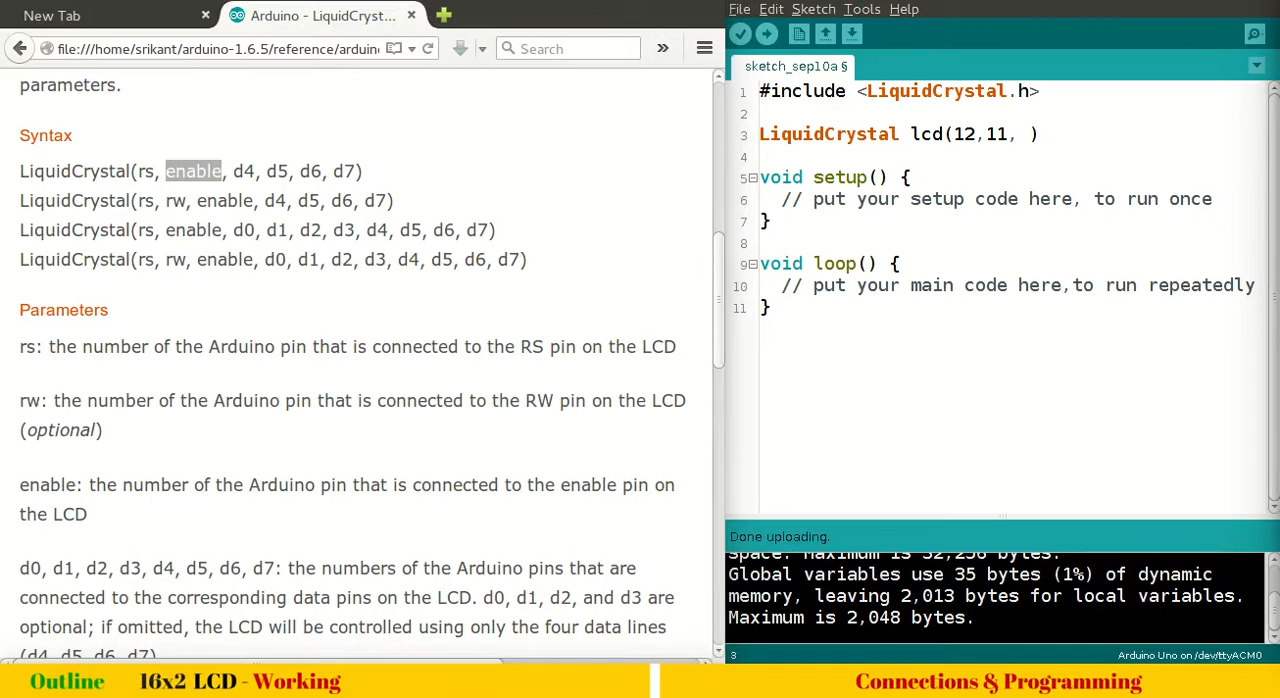 New Tab
Arduino - LiquidCryst...
file:///home/srikant/arduino-1.6.5/reference/arduin
Search
parameters.
Syntax
LiquidCrystal(rs, enable, d4, d5, d6, d7)
LiquidCrystal(rs, rw, enable, d4, d5, d6, d7)
LiquidCrystal(rs, enable, d0, d1, d2, d3, d4, d5, d6, d7)
LiquidCrystal(rs, rw, enable, d0, d1, d2, d3, d4, d5, d6, d7)
Parameters
rs: the number of the Arduino pin that is connected to the RS pin on the LCD
rw: the number of the Arduino pin that is connected to the RW pin on the LCD
(optional)
enable: the number of the Arduino pin that is connected to the enable pin on
the LCD
d0, d1, d2, d3, d4, d5, d6, d7: the numbers of the Arduino pins that are
connected to the corresponding data pins on the LCD. d0, d1, d2, and d3 are
optional; if omitted, the LCD will be controlled using only the four data lines
(d4, d5, d6, d7)
File Edit Sketch Tools Help
sketch_sep10a §
1 #include <LiquidCrystal.h>
2
3 LiquidCrystal lcd(12,11, )
4
5 void setup() {
6 // put your setup code here, to run once
7 }
8
9 void loop() {
10 // put your main code here,to run repeatedly
11 }
Done uploading.
space. Maximum is 32,256 bytes.
Global variables use 35 bytes (1%) of dynamic
memory, leaving 2,013 bytes for local variables.
Maximum is 2,048 bytes.
3
Arduino Uno on /dev/ttyACM0
Outline 16x2 LCD - Working
Connections & Programming